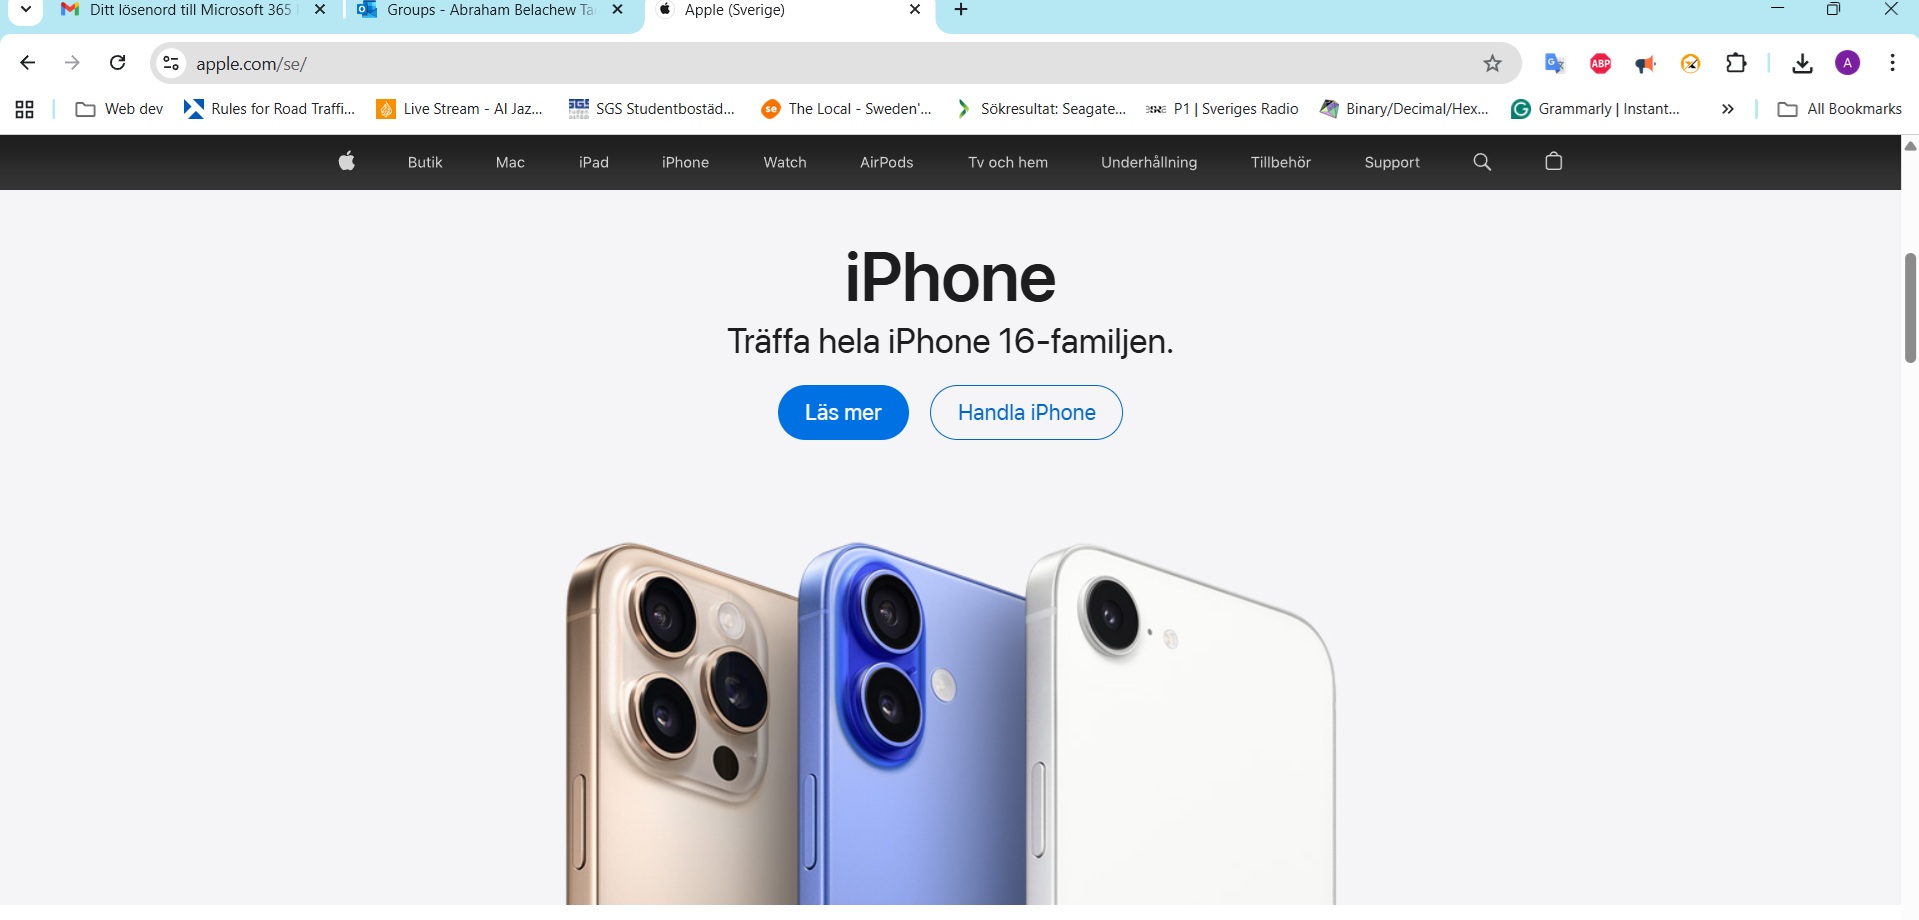 Ditt lösenord till Microsoft 365
Groups - Abraham Belachew Ta
Apple (Sverige)
apple.com/se/
ABP
A
Web dev
Rules for Road Traffi...
Live Stream - Al Jaz...
SGS Studentbostäd...
se
The Local - Sweden'...
Sökresultat: Seagate...
P1 | Sveriges Radio
Binary/Decimal/Hex...
Grammarly | Instant...
All Bookmarks
Butik
Mac
iPad
iPhone
Watch
AirPods
Tv och hem
Underhållning
Tillbehör
Support
iPhone
Träffa hela iPhone 16-familjen.
Läs mer
Handla iPhone